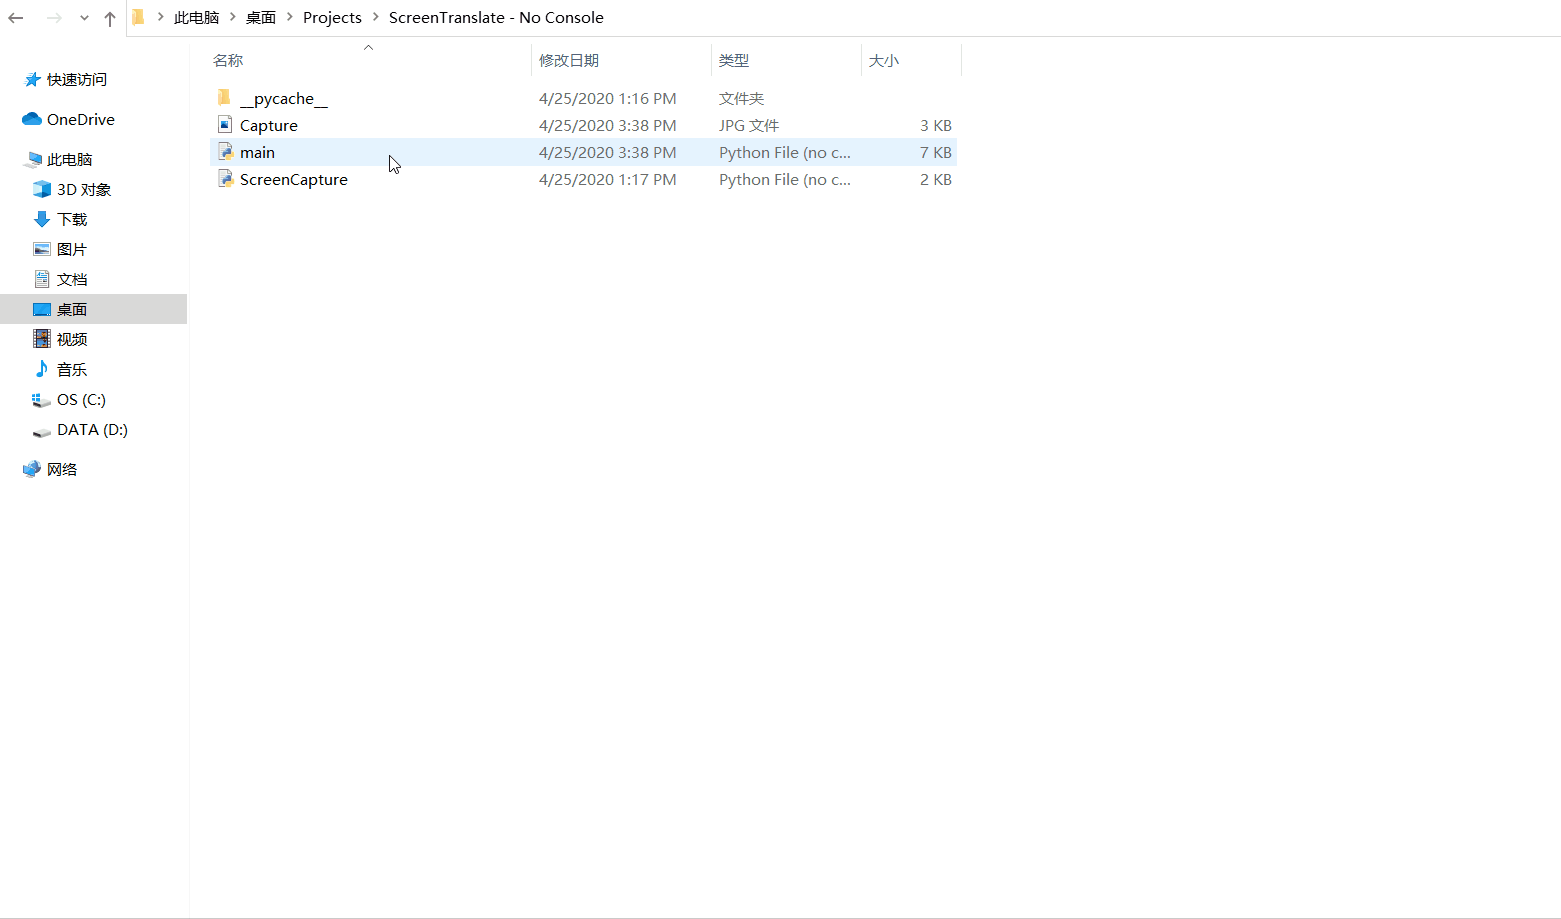 此电脑 > 桌面 > Projects > ScreenTranslate - No Console
名称 修改日期 类型 大小
__pycache__ 4/25/2020 1:16 PM 文件夹
Capture 4/25/2020 3:38 PM JPG 文件 3 KB
main 4/25/2020 3:38 PM Python File (no c... 7 KB
ScreenCapture 4/25/2020 1:17 PM Python File (no c... 2 KB
快速访问
OneDrive
此电脑
3D 对象
下载
图片
文档
桌面
视频
音乐
OS (C:)
DATA (D:)
网络